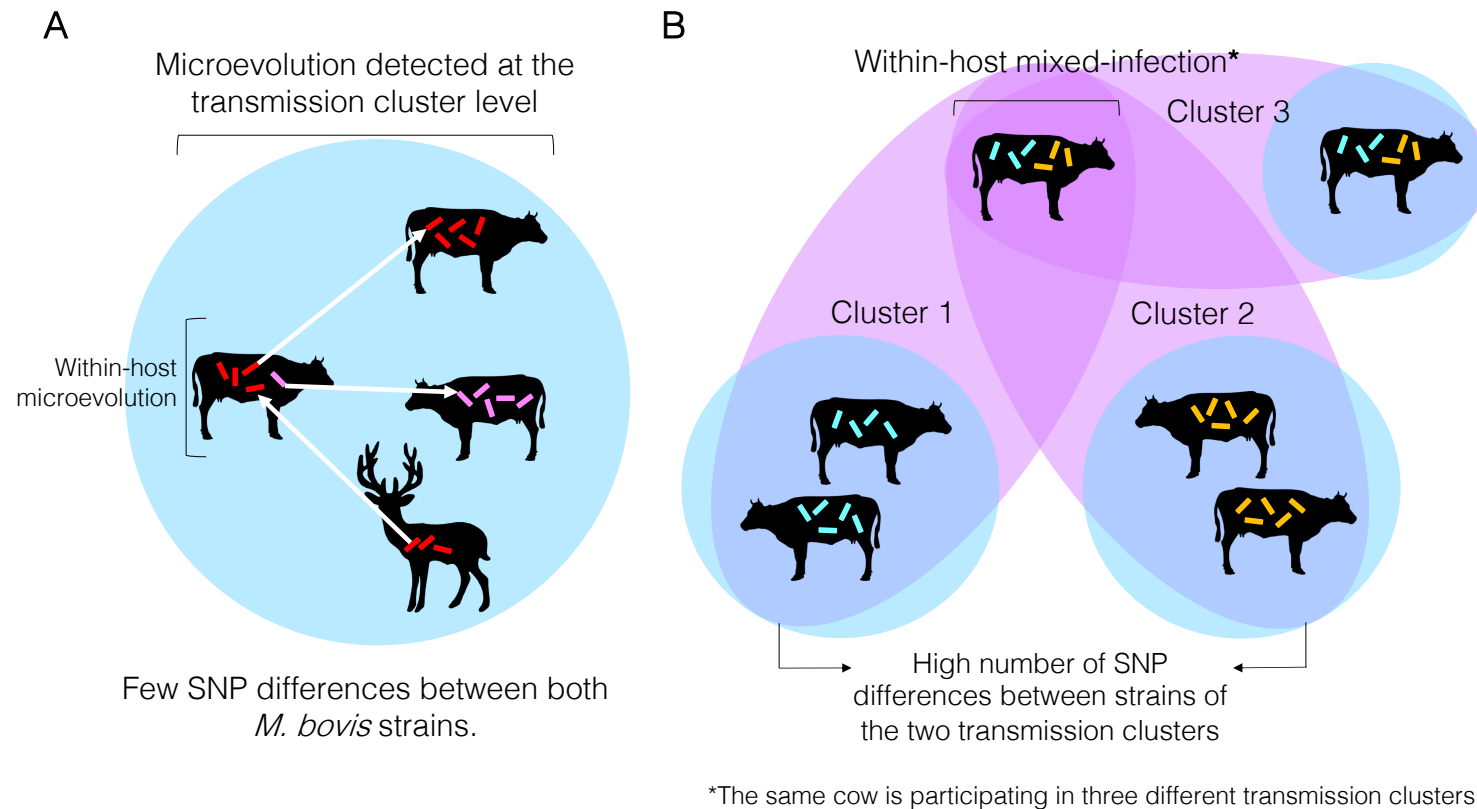 A
Microevolution detected at the
transmission cluster level
Within-host
microevolution
Few SNP differences between both
M. bovis strains.
B
Within-host mixed-infection*
Cluster 3
Cluster 1
Cluster 2
High number of SNP
differences between strains of
the two transmission clusters
*The same cow is participating in three different transmission clusters